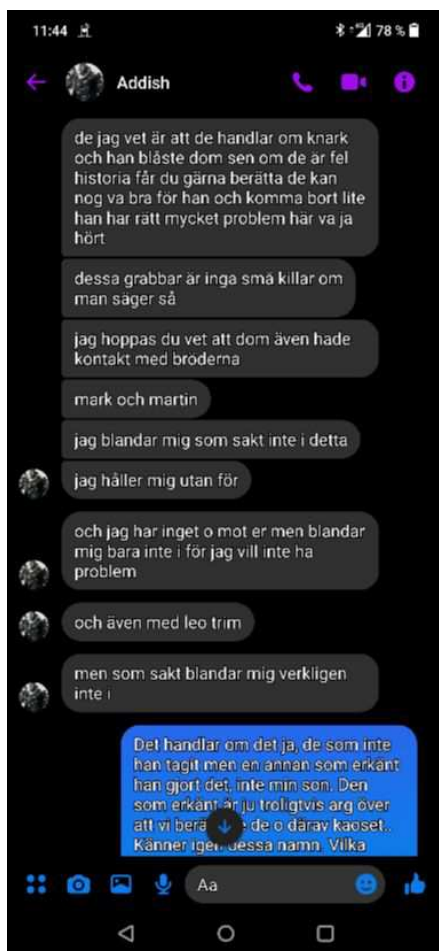 11:44
78 %
Addish
de jag vet är att de handlar om knark
och han blåste dom sen om de är fel
historia får du gärna berätta de kan
nog va bra för han och komma bort lite
han har rätt mycket problem här va ja
hört
dessa grabbar är inga små killar om
man säger så
jag hoppas du vet att dom även hade
kontakt med bröderna
mark och martin
jag blandar mig som sakt inte i detta
jag håller mig utan för
och jag har inget o mot er men blandar
mig bara inte i för jag vill inte ha
problem
och även med leo trim
men som sakt blandar mig verkligen
inte i
Det handlar om det ja, de som inte
han tagit men en annan som erkänt
han gjort det, inte min son. Den
som erkänt är ju troligtvis arg över
att vi de o därav kaoset..
Känner dessa namn. Vilka
Aa